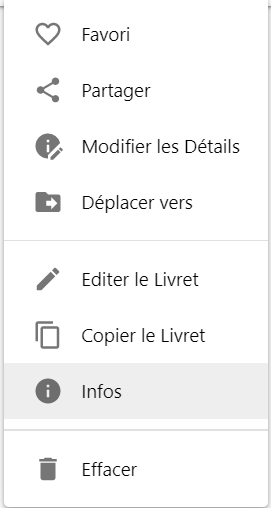 Favori
Partager
Modifier les Détails
Déplacer vers
Editer le Livret
Copier le Livret
Infos
Effacer